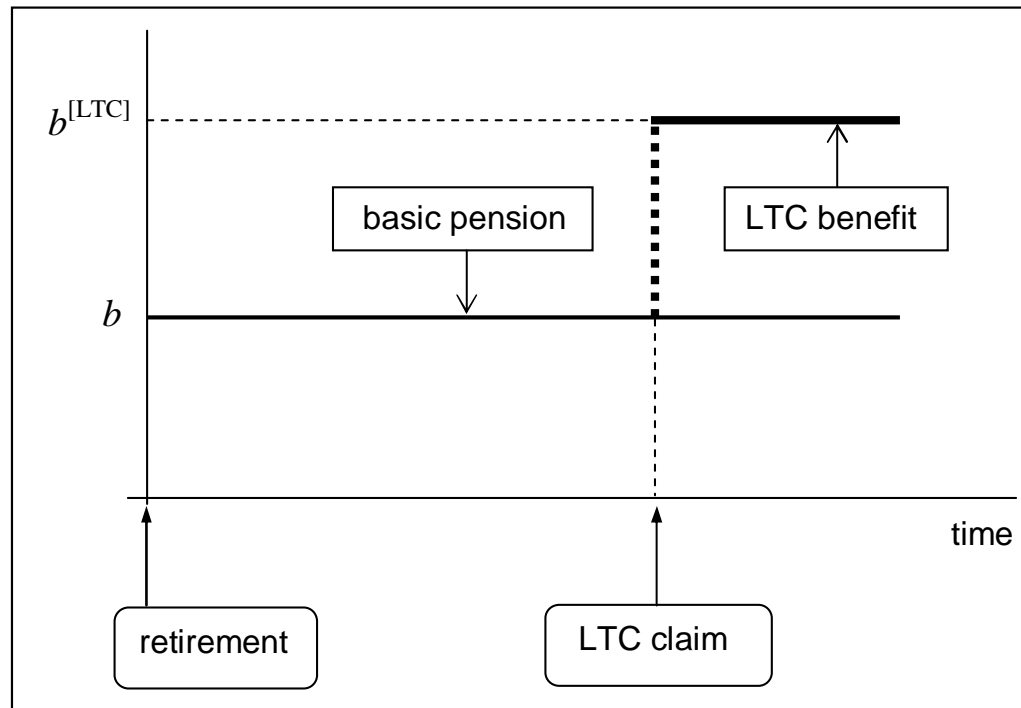 b^[LTC]
basic pension
LTC benefit
b
time
retirement
LTC claim